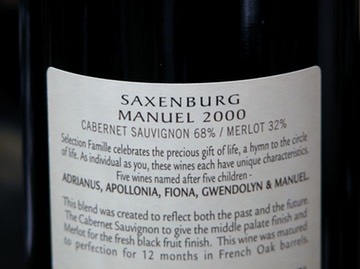 SAXENBURG
MANUEL 2000
CABERNET SAUVIGNON 68% / MERLOT 32%
Selection Famille celebrates the precious gift of life, a hymn to the circle
of life. As individual as you, these wines each have unique characteristics.
Five wines named after five children -
ADRIANUS, APOLLONIA, FIONA, GWENDOLYN & MANUEL.
This blend was created to reflect both the past and the future.
The Cabernet Sauvignon to give the middle palate finish and
Merlot for the fresh black fruit finish. This wine was matured
to perfection for 12 months in French Oak barrels.